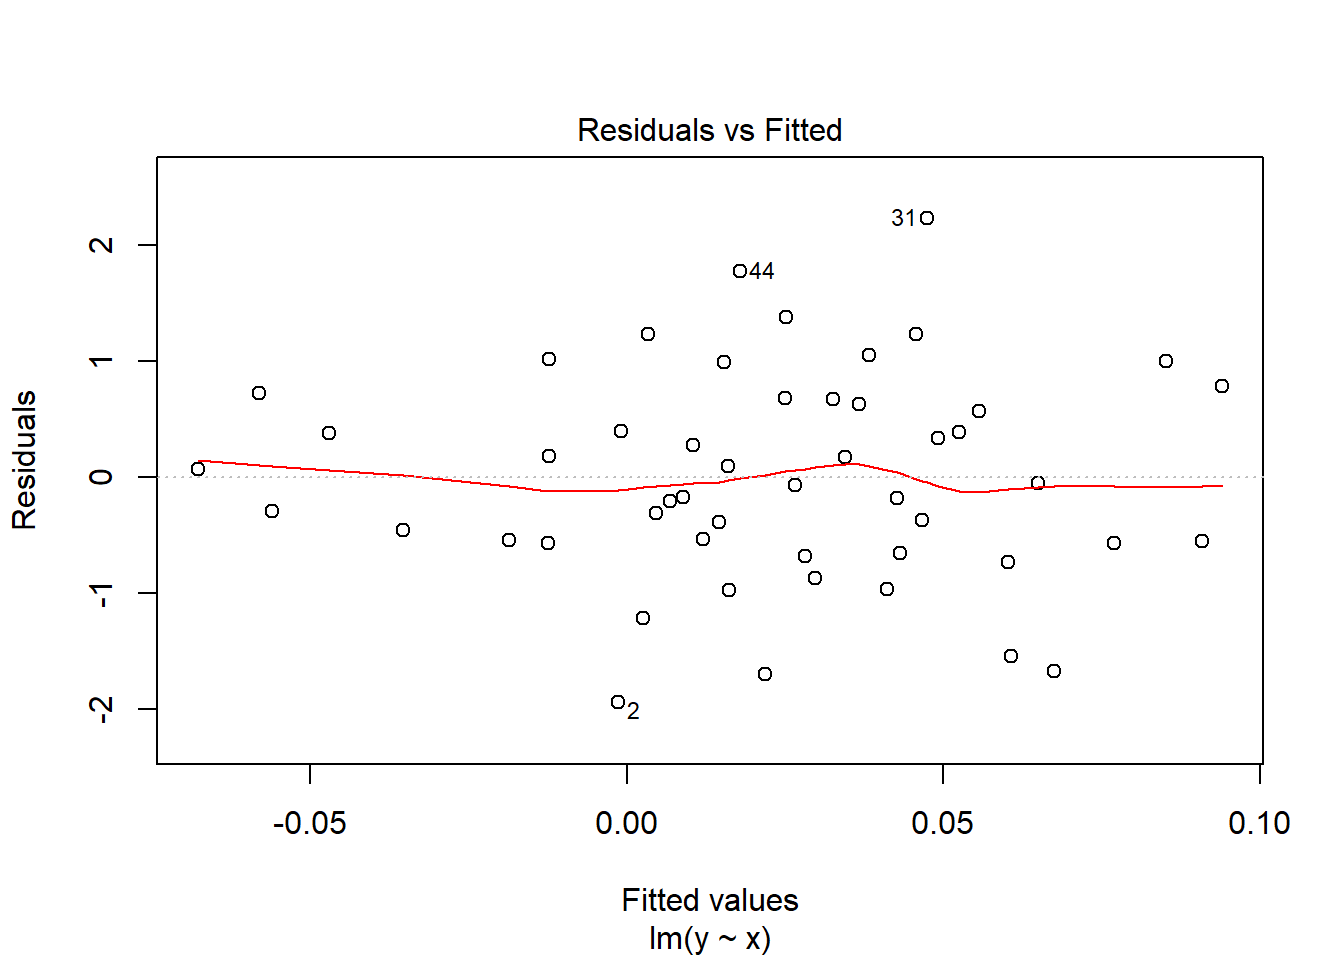 Residuals vs Fitted
Residuals
2
1
0
-1
-2
31
44
2
-0.05 0.00 0.05 0.10
Fitted values
lm(y ~ x)